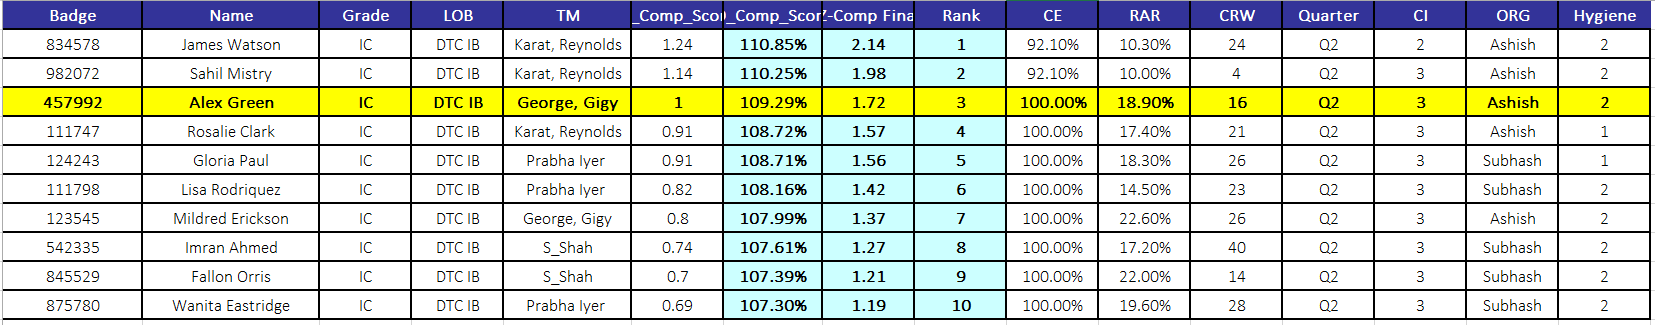 Badge Name Grade LOB TM _Comp_Sco _Comp_Scor Z-Comp Fina Rank CE RAR CRW Quarter CI ORG Hygiene
834578 James Watson IC DTC IB Karat, Reynolds 1.24 110.85% 2.14 1 92.10% 10.30% 24 Q2 2 Ashish 2
982072 Sahil Mistry IC DTC IB Karat, Reynolds 1.14 110.25% 1.98 2 92.10% 10.00% 4 Q2 3 Ashish 2
457992 Alex Green IC DTC IB George, Gigy 1 109.29% 1.72 3 100.00% 18.90% 16 Q2 3 Ashish 2
111747 Rosalie Clark IC DTC IB Karat, Reynolds 0.91 108.72% 1.57 4 100.00% 17.40% 21 Q2 3 Ashish 1
124243 Gloria Paul IC DTC IB Prabha Iyer 0.91 108.71% 1.56 5 100.00% 18.30% 26 Q2 3 Subhash 1
111798 Lisa Rodriquez IC DTC IB Prabha Iyer 0.82 108.16% 1.42 6 100.00% 14.50% 23 Q2 3 Subhash 2
123545 Mildred Erickson IC DTC IB George, Gigy 0.8 107.99% 1.37 7 100.00% 22.60% 26 Q2 3 Ashish 2
542335 Imran Ahmed IC DTC IB S_Shah 0.74 107.61% 1.27 8 100.00% 17.20% 40 Q2 3 Subhash 2
845529 Fallon Orris IC DTC IB S_Shah 0.7 107.39% 1.21 9 100.00% 22.00% 14 Q2 3 Subhash 2
875780 Wanita Eastridge IC DTC IB Prabha Iyer 0.69 107.30% 1.19 10 100.00% 19.60% 28 Q2 3 Subhash 2